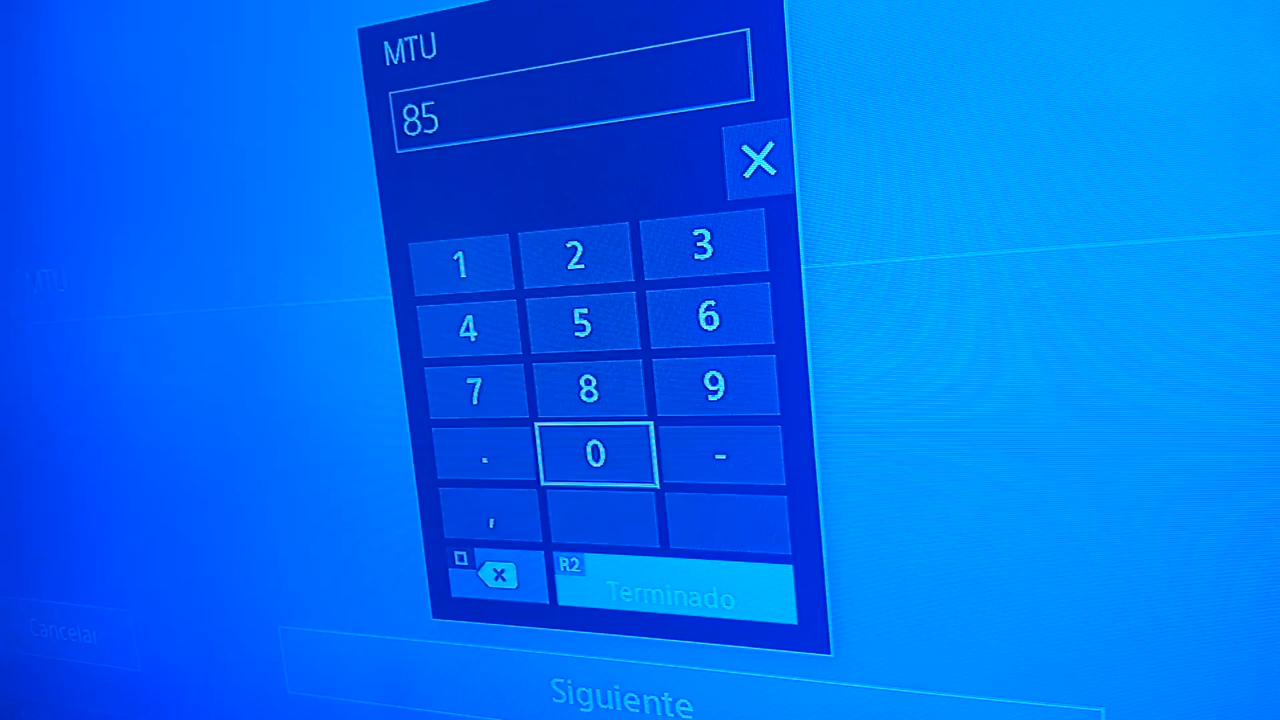 MTU
85
1 2 3
4 5 6
7 8 9
. 0 -
,
R2
Terminado
MTU
Cancelar
Siguiente